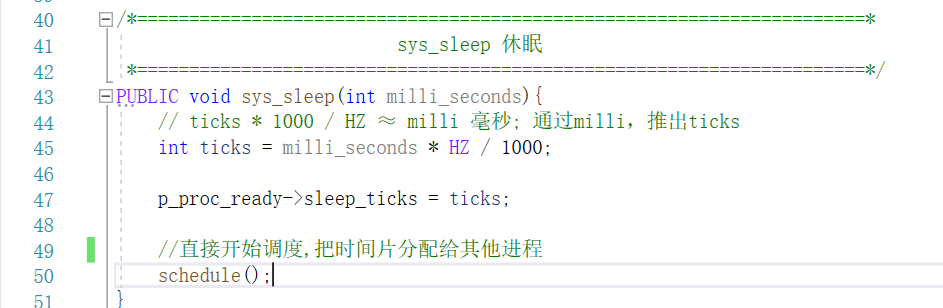 40 /*======================================================================*
41 sys_sleep 休眠
42 *======================================================================*/
43 PUBLIC void sys_sleep(int milli_seconds){
44 // ticks * 1000 / HZ ≈ milli 毫秒; 通过milli，推出ticks
45 int ticks = milli_seconds * HZ / 1000;
46
47 p_proc_ready->sleep_ticks = ticks;
48
49 //直接开始调度,把时间片分配给其他进程
50 schedule();
51 }